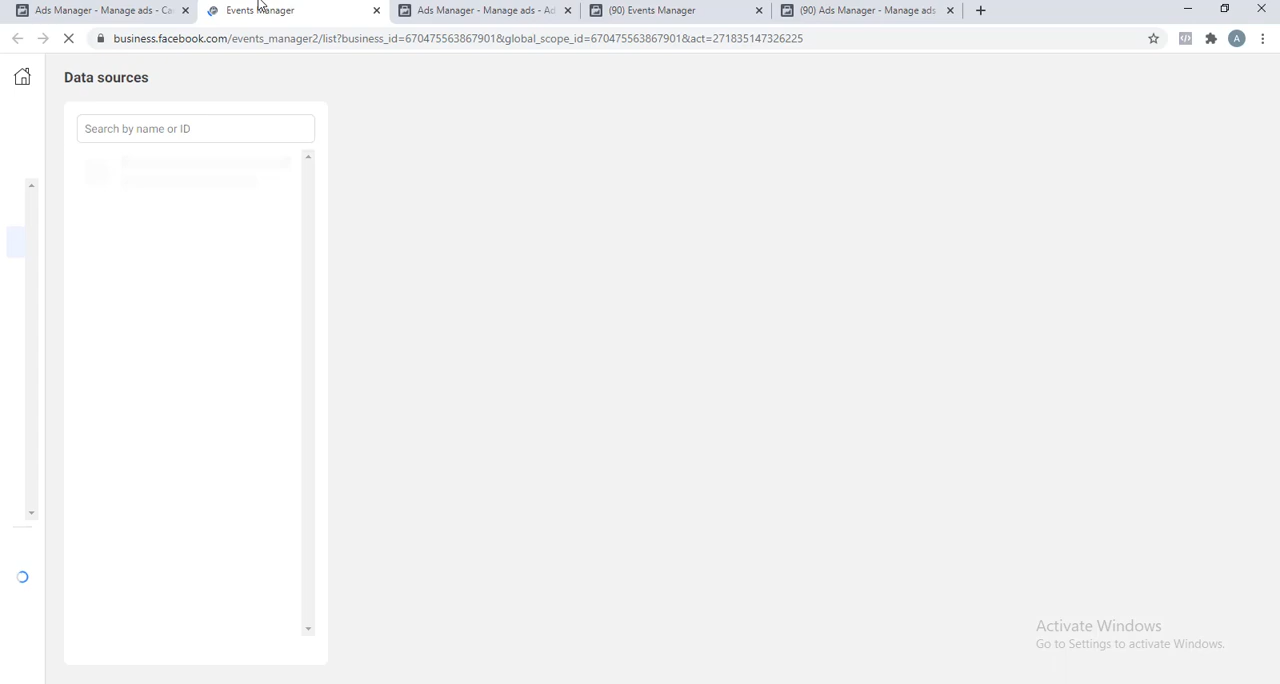 Ads Manager - Manage ads - Ca
Events Manager
Ads Manager - Manage ads - Ad
(90) Events Manager
(90) Ads Manager - Manage ads
business.facebook.com/events_manager2/list?business_id=670475563867901&global_scope_id=670475563867901&act=271835147326225
A
Data sources
Search by name or ID
Activate Windows
Go to Settings to activate Windows.